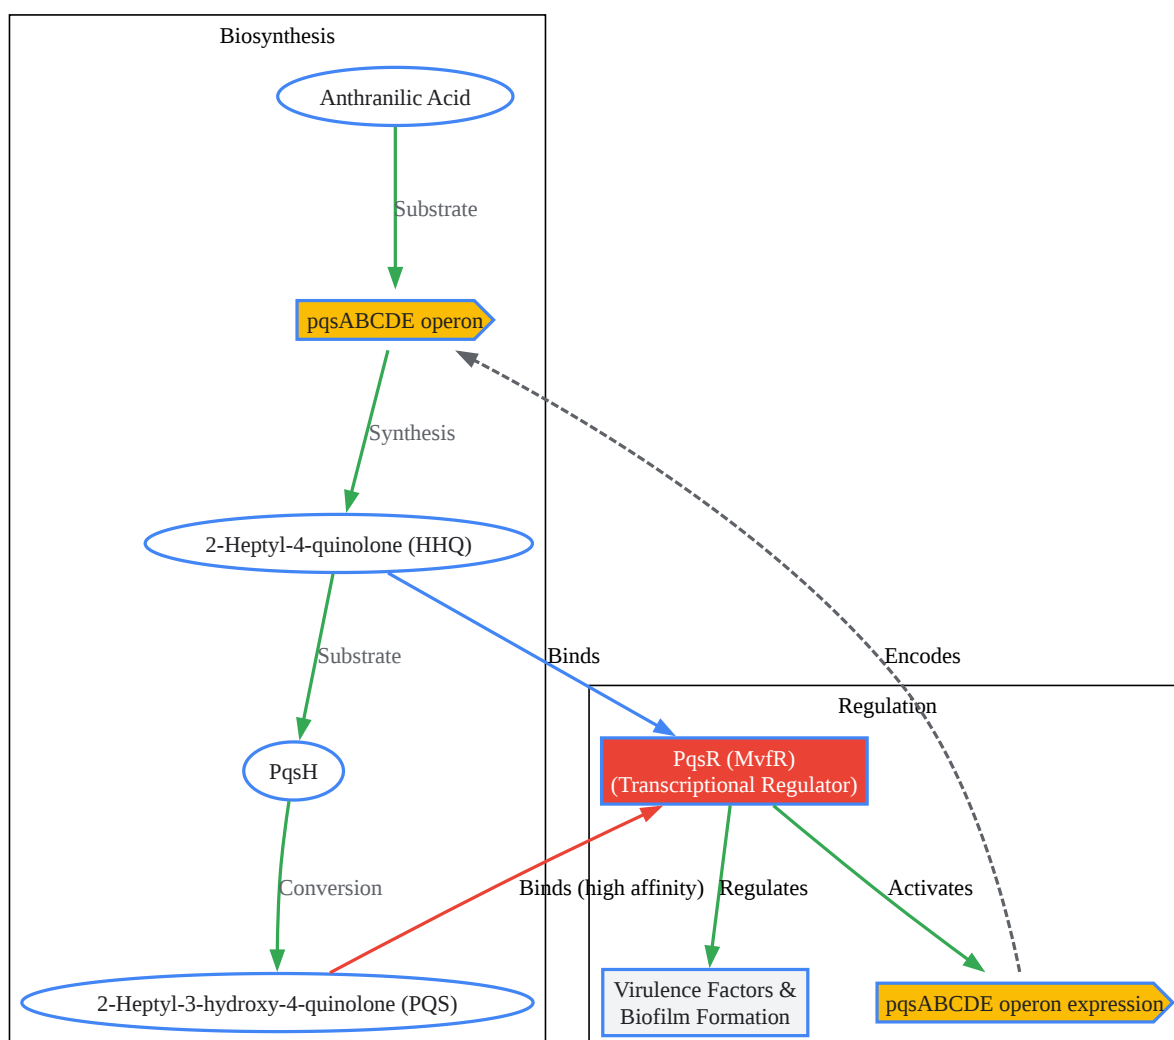 Biosynthesis
Anthranilic Acid
Substrate
pqsABCDE operon
Synthesis
2-Heptyl-4-quinolone (HHQ)
Substrate
Binds
Encodes
Regulation
PqsR (MvfR)
(Transcriptional Regulator)
PqsH
Conversion
Binds (high affinity)
Regulates
Activates
2-Heptyl-3-hydroxy-4-quinolone (PQS)
Virulence Factors &
Biofilm Formation
pqsABCDE operon expression